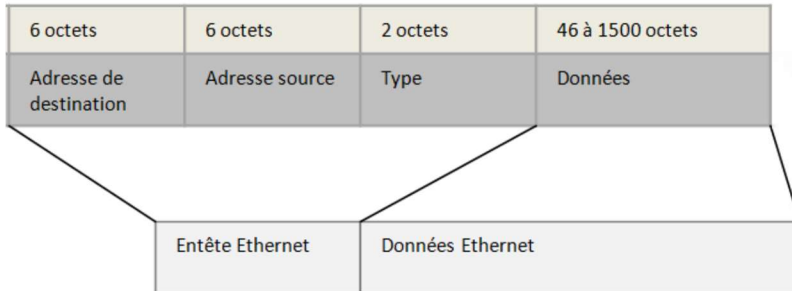 6 octets 6 octets 2 octets 46 à 1500 octets
Adresse de destination Adresse source Type Données
Entête Ethernet Données Ethernet